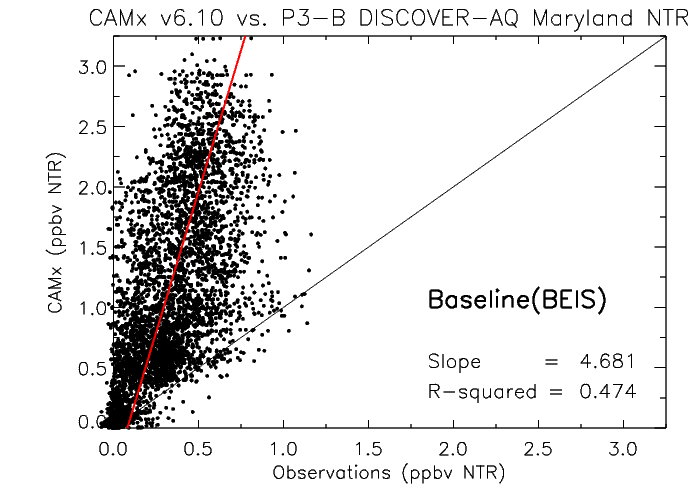 CAMx v6.10 vs. P3-B DISCOVER-AQ Maryland NTR
3.0
2.5
2.0
1.5
1.0
0.5
0.0
CAMx (ppbv NTR)
Baseline(BEIS)
Slope = 4.681
R-squared = 0.474
0.0 0.5 1.0 1.5 2.0 2.5 3.0
Observations (ppbv NTR)